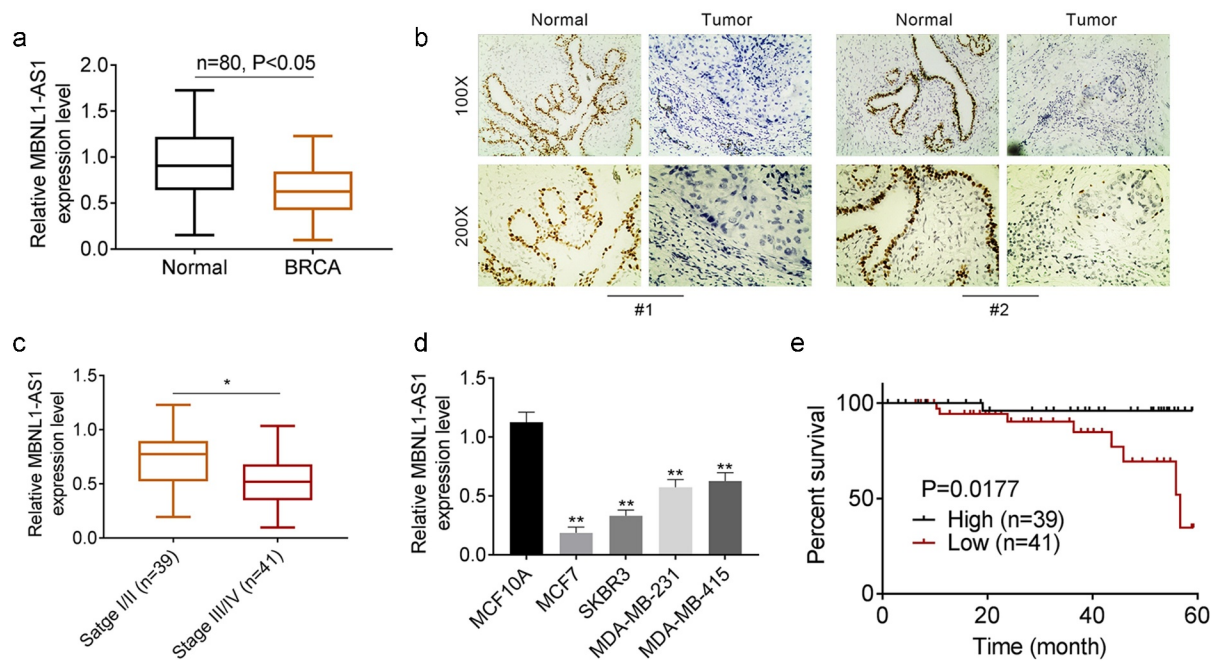 a
n=80, P<0.05
Relative MBNL1-AS1
expression level
2.0
1.5
1.0
0.5
0.0
Normal
BRCA
b
Normal
Tumor
Normal
Tumor
100X
200X
#1
#2
c
*
Relative MBNL1-AS1
expression level
1.5
1.0
0.5
0.0
Satge I/II (n=39)
Stage III/IV (n=41)
d
Relative MBNL1-AS1
expression level
1.5
1.0
0.5
0.0
**
**
**
**
MCF10A
MCF7
SKBR3
MDA-MB-231
MDA-MB-415
e
Percent survival
100
50
0
P=0.0177
High (n=39)
Low (n=41)
0
20
40
60
Time (month)